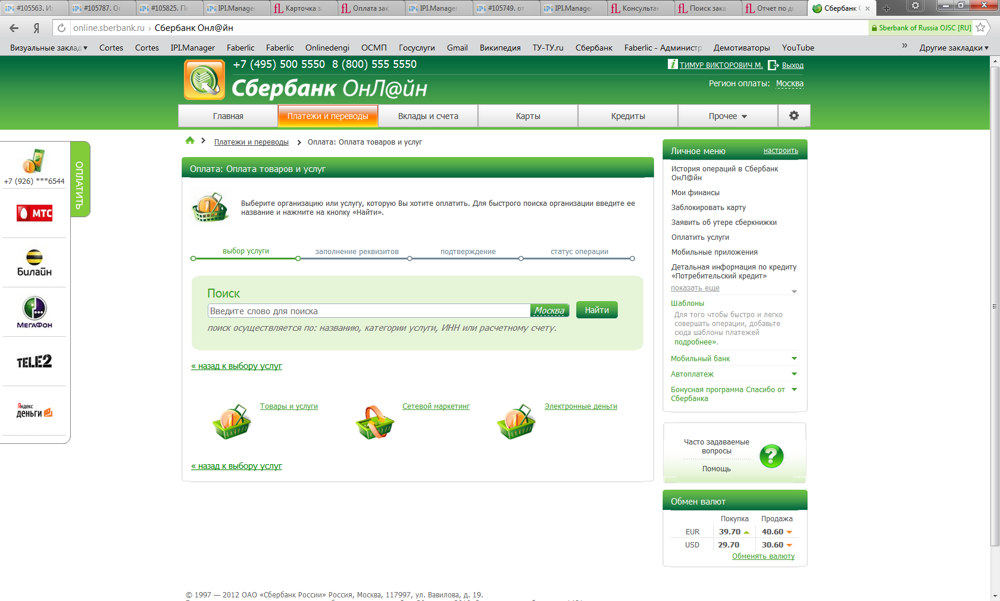 #105563. Из
#105787. Оп
#105825. По
IPI.Manager
Карточка за
Оплата зак
IPI.Manager
#105749. от
IPI.Manager
Консультан
Поиск зака
Отчет по дв
Сбербанк О
online.sberbank.ru › Сбербанк Онл@йн
Sberbank of Russia OJSC [RU]
Визуальные заклад
Cortes
Cortes
IPI.Manager
Faberlic
Faberlic
Onlinedengi
ОСМП
Госуслуги
Gmail
Википедия
ТУ-ТУ.ru
Сбербанк
Faberlic - Администр
Демотиваторы
YouTube
»
Другие закладки
+7 (495) 500 5550 8 (800) 555 5550
ТИМУР ВИКТОРОВИЧ М.
Выход
Сбербанк ОнЛ@йн
Регион оплаты: Москва
Главная
Платежи и переводы
Вклады и счета
Карты
Кредиты
Прочее
Платежи и переводы
Оплата: Оплата товаров и услуг
ОПЛАТИТЬ
+7 (926) ***6544
МТС
Билайн
МЕГАФОН
TELE2
Яндекс
деньги
Оплата: Оплата товаров и услуг
Выберите организацию или услугу, которую Вы хотите оплатить. Для быстрого поиска организации введите ее
название и нажмите на кнопку «Найти».
выбор услуги
заполнение реквизитов
подтверждение
статус операции
Поиск
Введите слово для поиска
Москва
Найти
поиск осуществляется по: названию, категории услуги, ИНН или расчетному счету.
« назад к выбору услуг
Товары и услуги
Сетевой маркетинг
Электронные деньги
« назад к выбору услуг
Личное меню
настроить
История операций в Сбербанк
ОнЛ@йн
Мои финансы
Заблокировать карту
Заявить об утере сберкнижки
Оплатить услуги
Мобильные приложения
Детальная информация по кредиту
«Потребительский кредит»
показать еще
Шаблоны
Для того чтобы быстро и легко
совершать операции, добавьте
сюда шаблоны платежей
подробнее».
Мобильный банк
Автоплатеж
Бонусная программа Спасибо от
Сбербанка
Часто задаваемые
вопросы
Помощь
Обмен валют
Покупка Продажа
EUR 39.70 40.60
USD 29.70 30.60
Обменять валюту
© 1997 — 2012 ОАО «Сбербанк России» Россия, Москва, 117997, ул. Вавилова, д. 19.